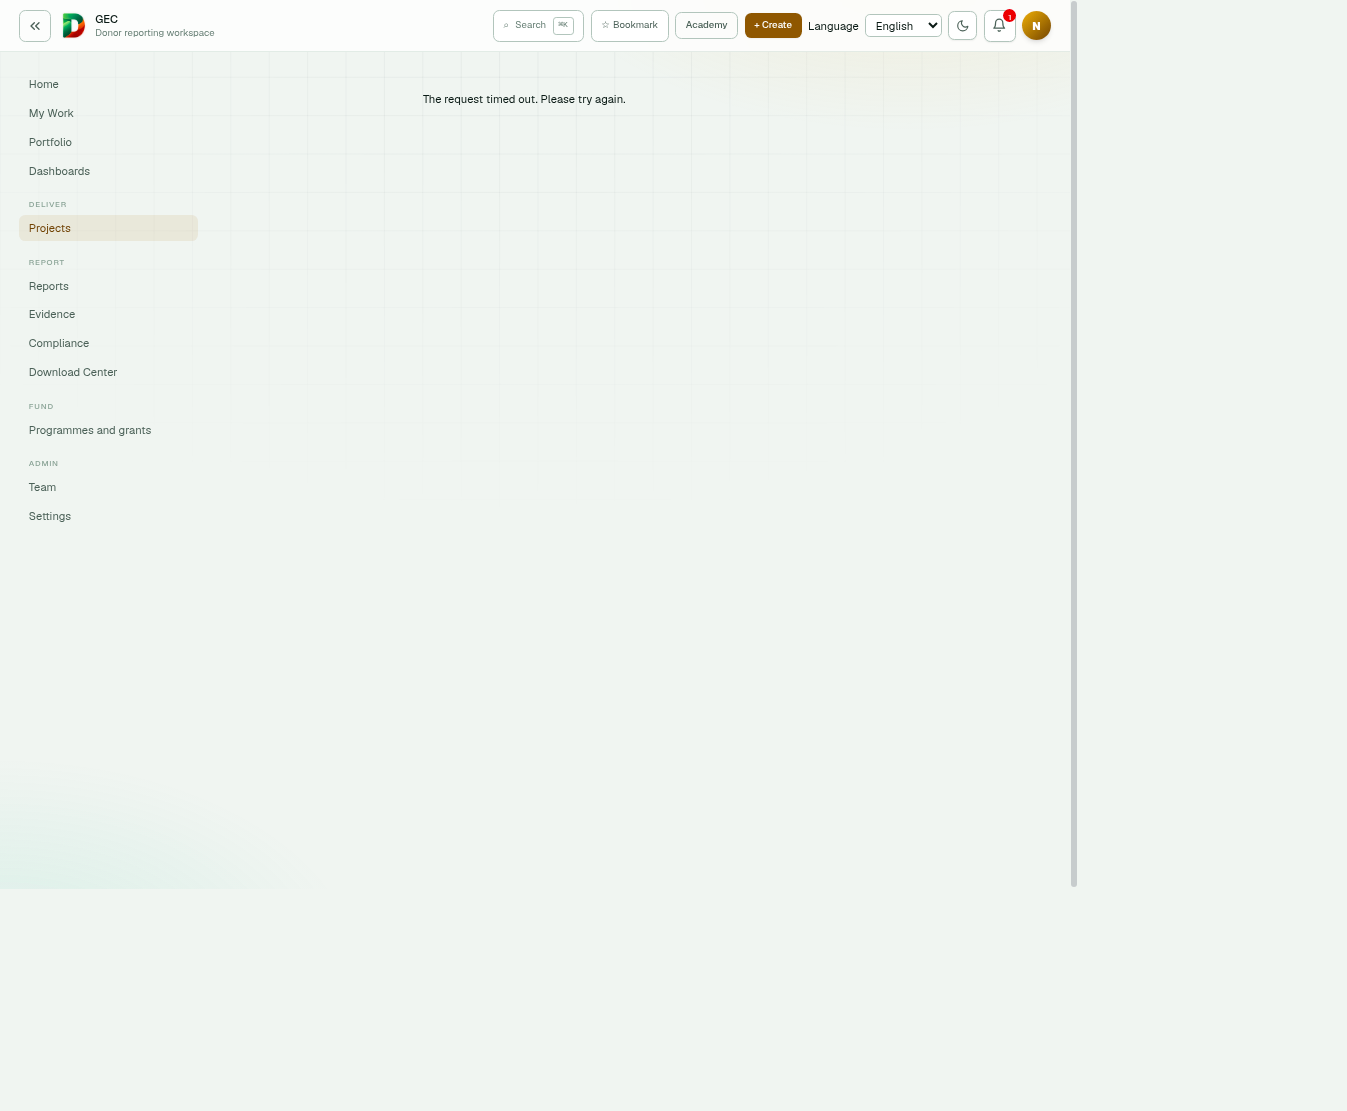 GEC
Donor reporting workspace
Search ⌘K
☆ Bookmark
Academy
+ Create
Language
English
1
N
Home
My Work
Portfolio
Dashboards
DELIVER
Projects
REPORT
Reports
Evidence
Compliance
Download Center
FUND
Programmes and grants
ADMIN
Team
Settings
The request timed out. Please try again.